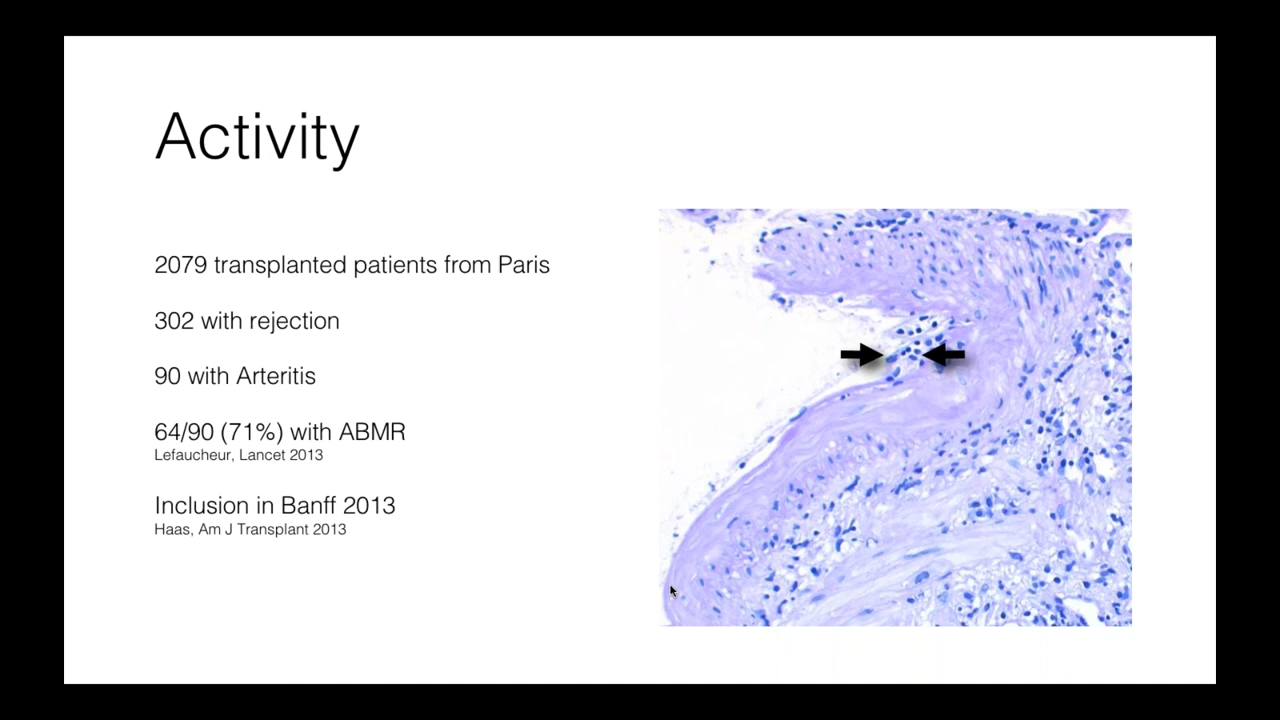 Activity
2079 transplanted patients from Paris
302 with rejection
90 with Arteritis
64/90 (71%) with ABMR
Lefaucheur, Lancet 2013
Inclusion in Banff 2013
Haas, Am J Transplant 2013